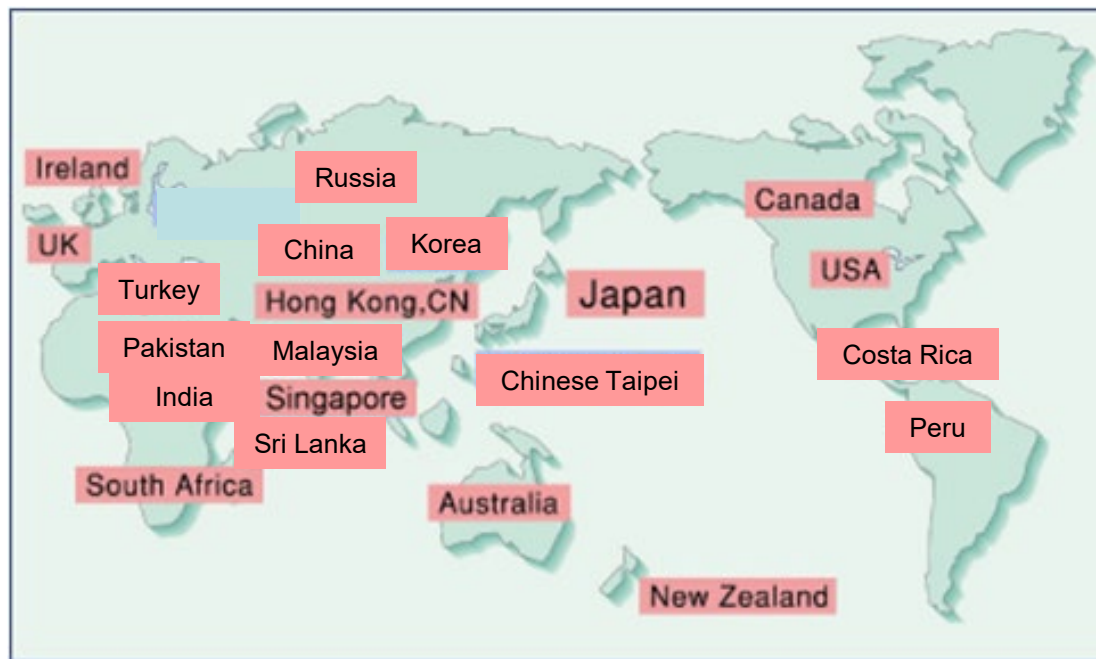 Ireland
Russia
Canada
UK
China
Korea
USA
Turkey
Hong Kong,CN
Japan
Pakistan
Malaysia
Costa Rica
India
Singapore
Chinese Taipei
Sri Lanka
Peru
South Africa
Australia
New Zealand